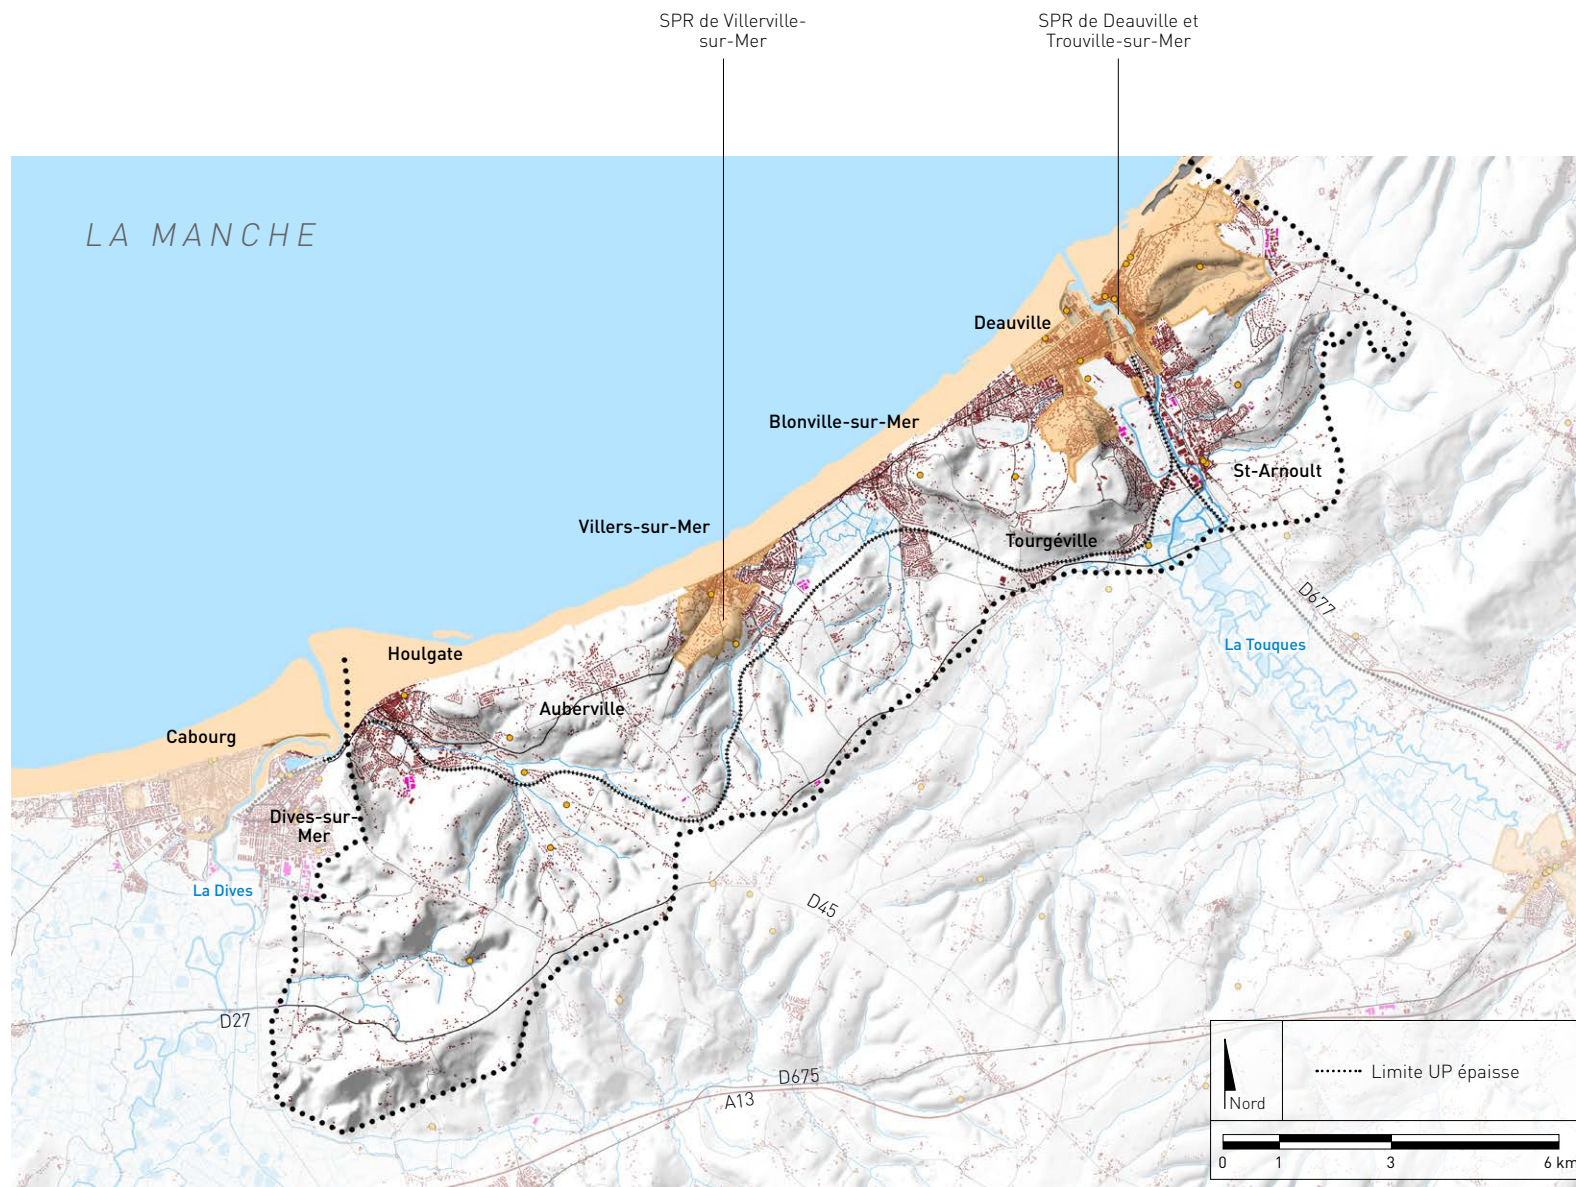 SPR de Villerville-
sur-Mer
SPR de Deauville et
Trouville-sur-Mer
LA MANCHE
Deauville
Blonville-sur-Mer
St-Arnoult
Villers-sur-Mer
Tourgéville
D677
La Touques
Houlgate
Auberville
Cabourg
Dives-sur-
Mer
La Dives
D45
D27
D675
A13
Nord
Limite UP épaisse
0 1 3 6 km